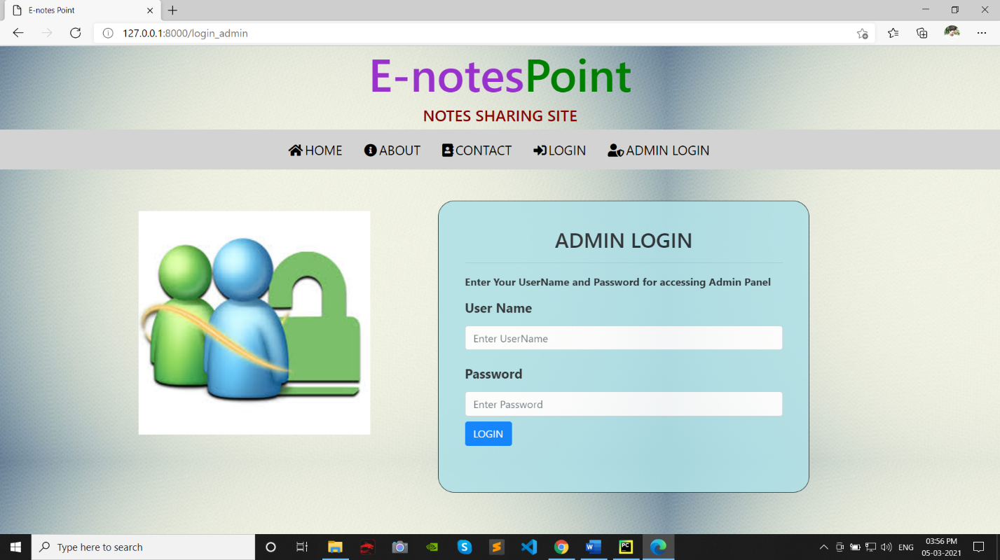 E-notes Point
127.0.0.1:8000/login_admin
E-notesPoint
NOTES SHARING SITE
HOME ABOUT CONTACT LOGIN ADMIN LOGIN
ADMIN LOGIN
Enter Your UserName and Password for accessing Admin Panel
User Name
Enter UserName
Password
Enter Password
LOGIN
Type here to search
PC
ENG
03:56 PM
05-03-2021